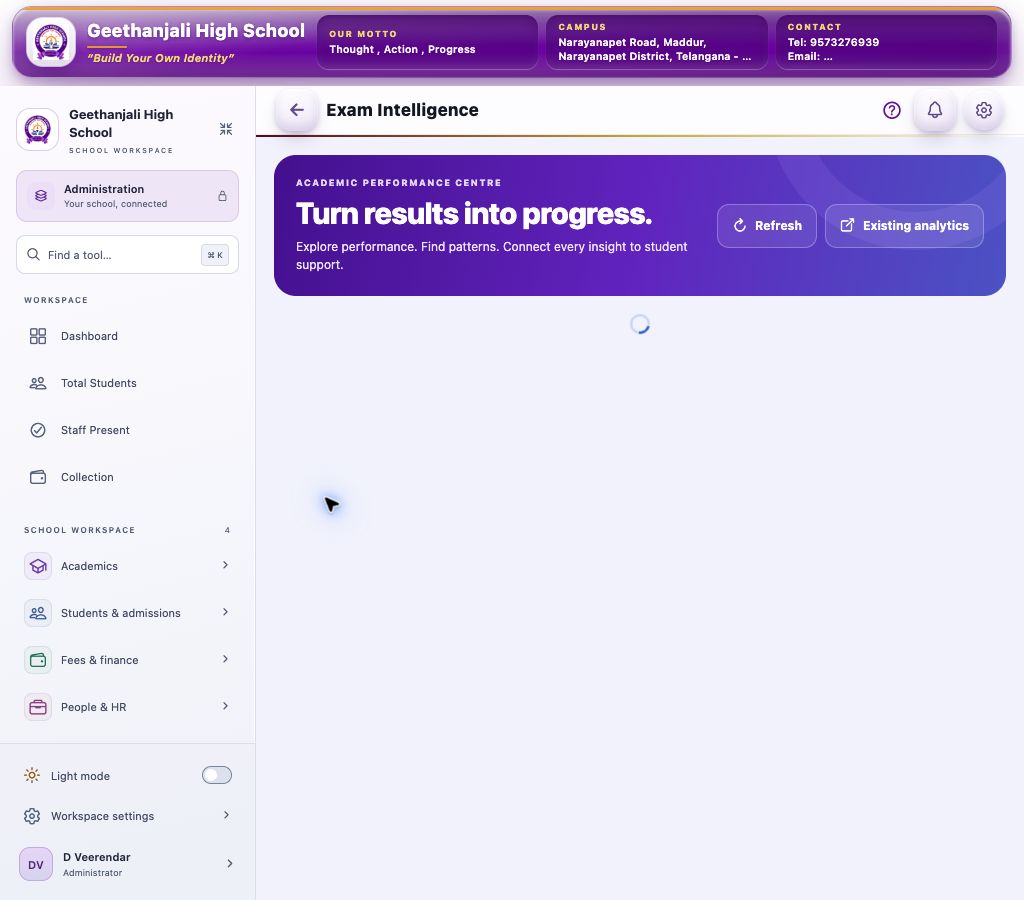 Geethanjali High School
"Build Your Own Identity"
OUR MOTTO
Thought , Action , Progress
CAMPUS
Narayanapet Road, Maddur,
Narayanapet District, Telangana - ...
CONTACT
Tel: 9573276939
Email: ...
Geethanjali High
School
SCHOOL WORKSPACE
Administration
Your school, connected
Find a tool...
⌘ K
WORKSPACE
Dashboard
Total Students
Staff Present
Collection
SCHOOL WORKSPACE
4
Academics
Students & admissions
Fees & finance
People & HR
Light mode
Workspace settings
DV
D Veerendar
Administrator
Exam Intelligence
ACADEMIC PERFORMANCE CENTRE
Turn results into progress.
Explore performance. Find patterns. Connect every insight to student
support.
Refresh
Existing analytics